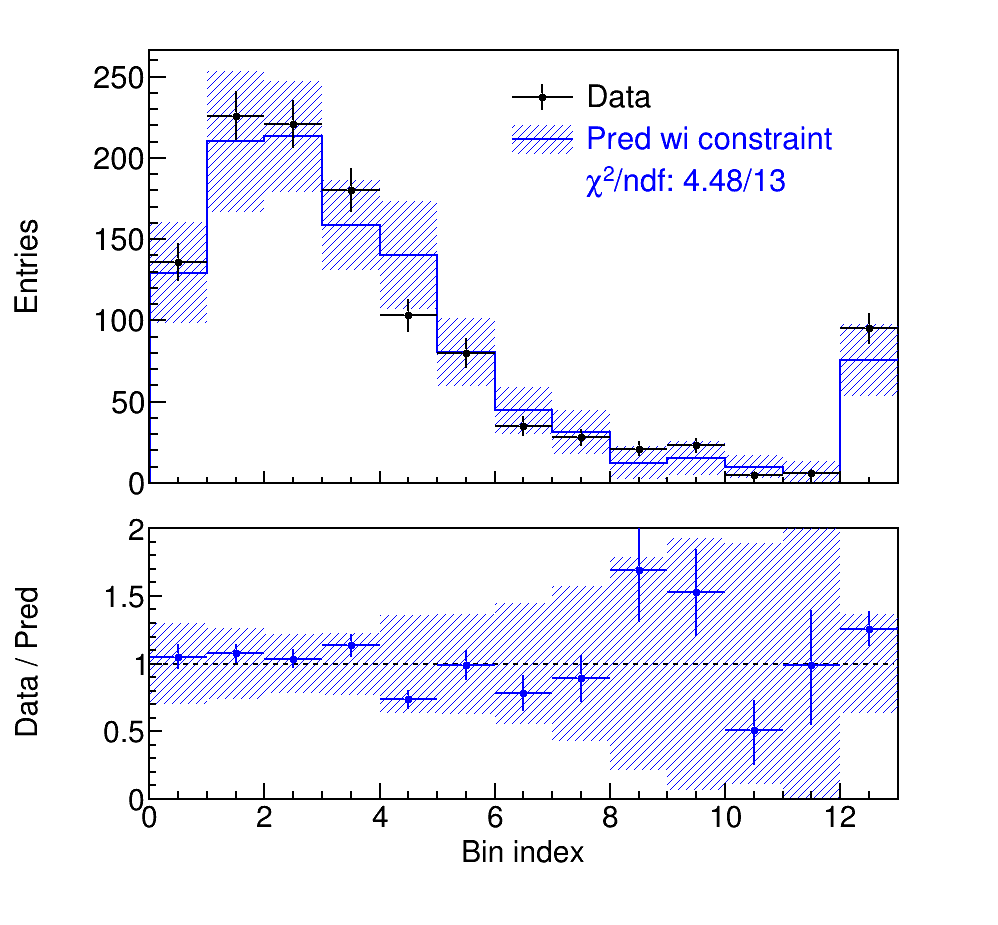 250
200
150
100
50
0
Entries
Data
Pred wi constraint
χ²/ndf: 4.48/13
2
1.5
1
0.5
0
Data / Pred
0 2 4 6 8 10 12
Bin index